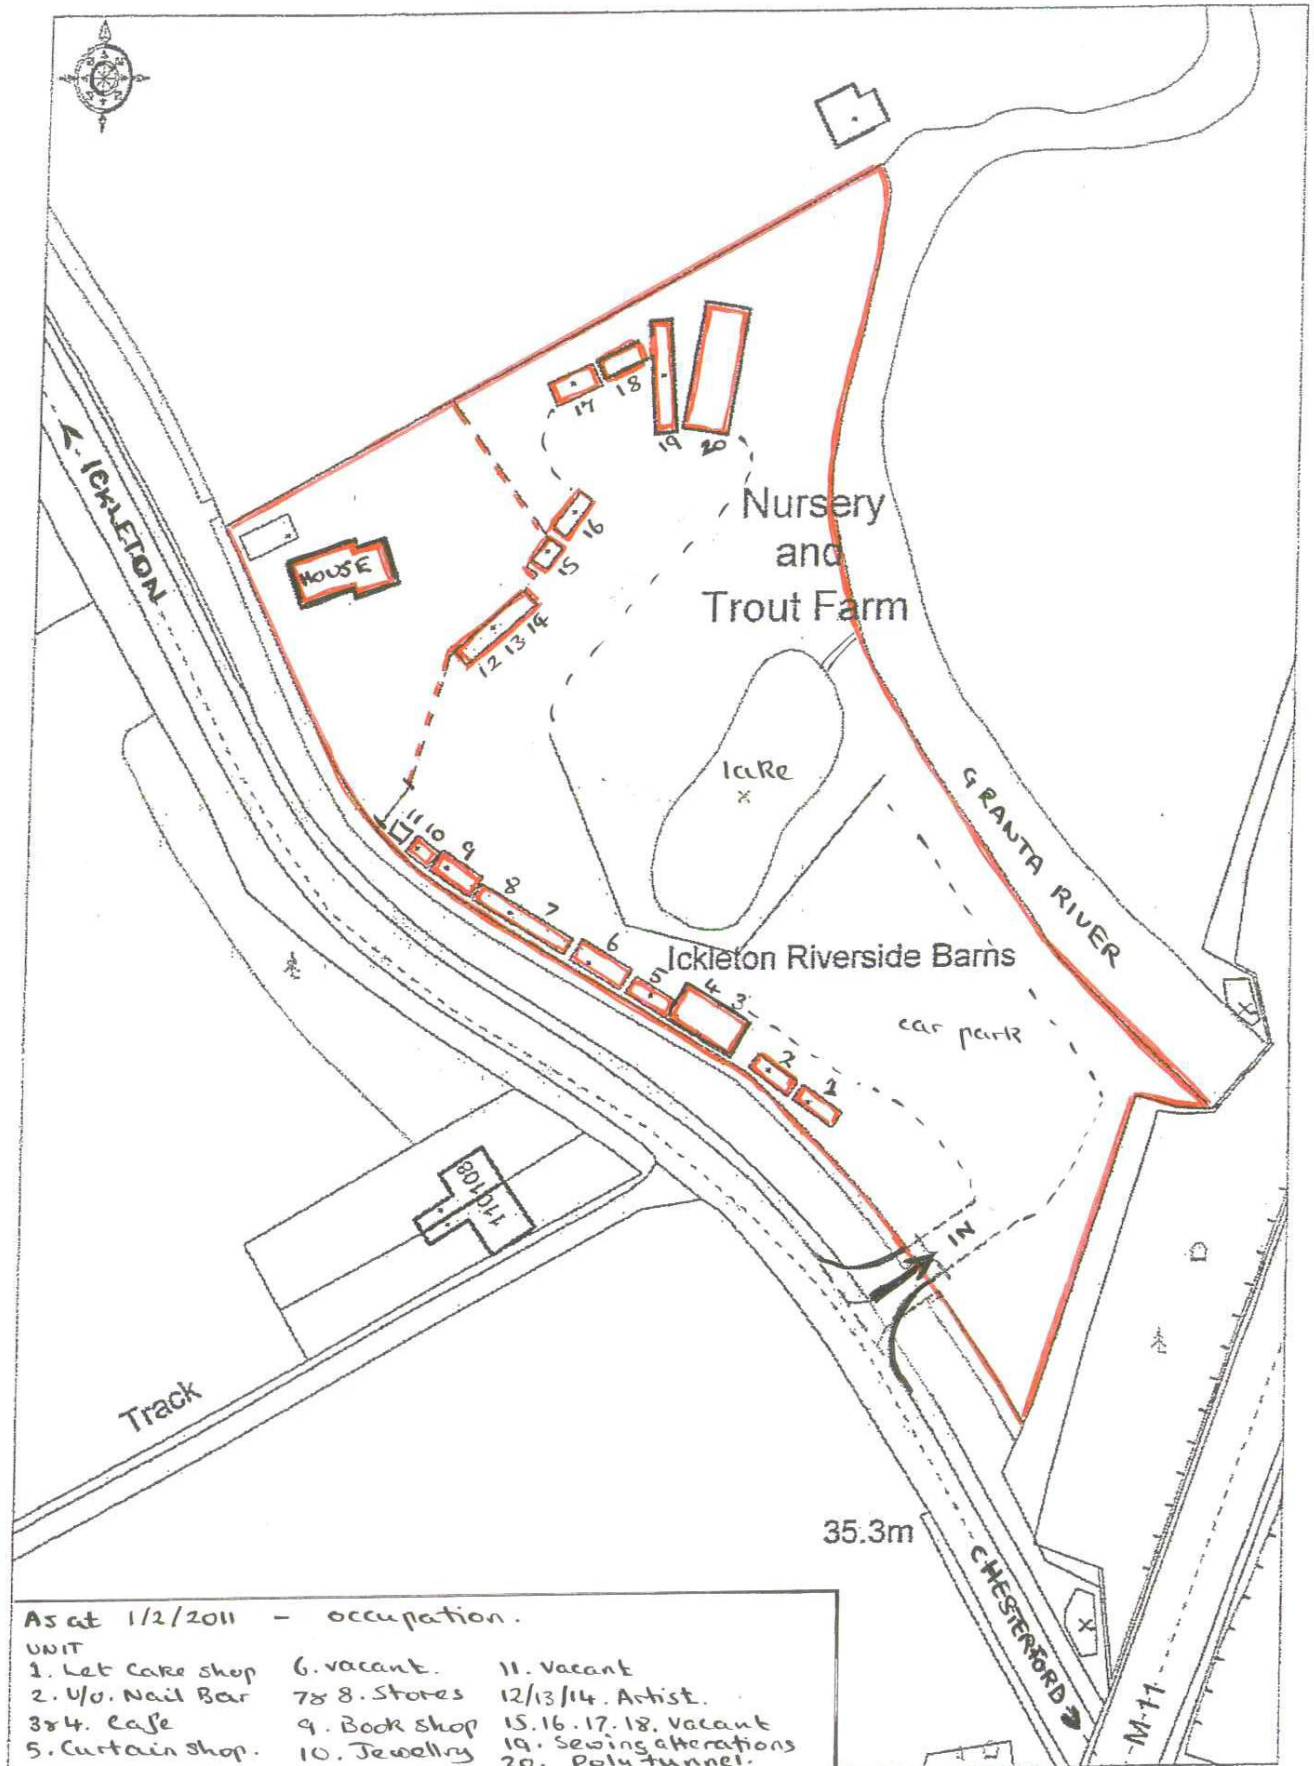 17
18
19
20
< ICKLETON
Nursery
and
Trout Farm
16
HOUSE
15
12 13 14
lake
GRANTA RIVER
11 10
9
8
7
6
Ickleton Riverside Barns
5
4 3
car park
2
1
110108
IN
Track
35.3m
CHESTERFORD
M-11
As at 1/2/2011 - occupation.
UNIT
1. Let Cake shop 6. vacant. 11. Vacant
2. U/O. Nail Bar 7&8. Stores 12/13/14. Artist.
3&4. Cafe 9. Book shop 15.16.17.18. Vacant
5. Curtain shop. 10. Jewellry 19. Sewing alterations
20. Poly tunnel.